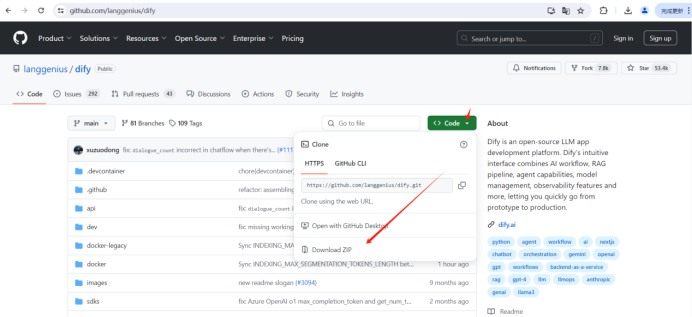 github.com/langgenius/dify
完成更新
Product Solutions Resources Open Source Enterprise Pricing
Search or jump to... /
Sign in
Sign up
langgenius / dify Public
Notifications
Fork 7.8k
Star 53.4k
Code Issues 292 Pull requests 43 Discussions Actions Security Insights
main 81 Branches 109 Tags
Go to file
Code
About
xuzuodong fix: dialogue_count incorrect in chatflow when there's... (#111
.devcontainer chore(devcontaine
.github refactor: assemblin
api fix: dialogue_count i
dev fix: missing working
docker-legacy Sync INDEXING_MA
docker Sync INDEXING_MAX_SEGMENTATION_TOKENS_LENGTH bet... 1 hour ago
images new readme slogan (#3094) 9 months ago
sdks fix: Azure OpenAI o1 max_completion_token and get_num_t... 2 months ago
Clone
HTTPS GitHub CLI
https://github.com/langgenius/dify.git
Clone using the web URL.
Open with GitHub Desktop
Download ZIP
Dify is an open-source LLM app
development platform. Dify's intuitive
interface combines AI workflow, RAG
pipeline, agent capabilities, model
management, observability features and
more, letting you quickly go from
prototype to production.
dify.ai
python agent workflow ai nextjs
chatbot orchestration gemini openai
gpt workflows backend-as-a-service
rag gpt-4 llm llmops anthropic
genai llama3
Readme